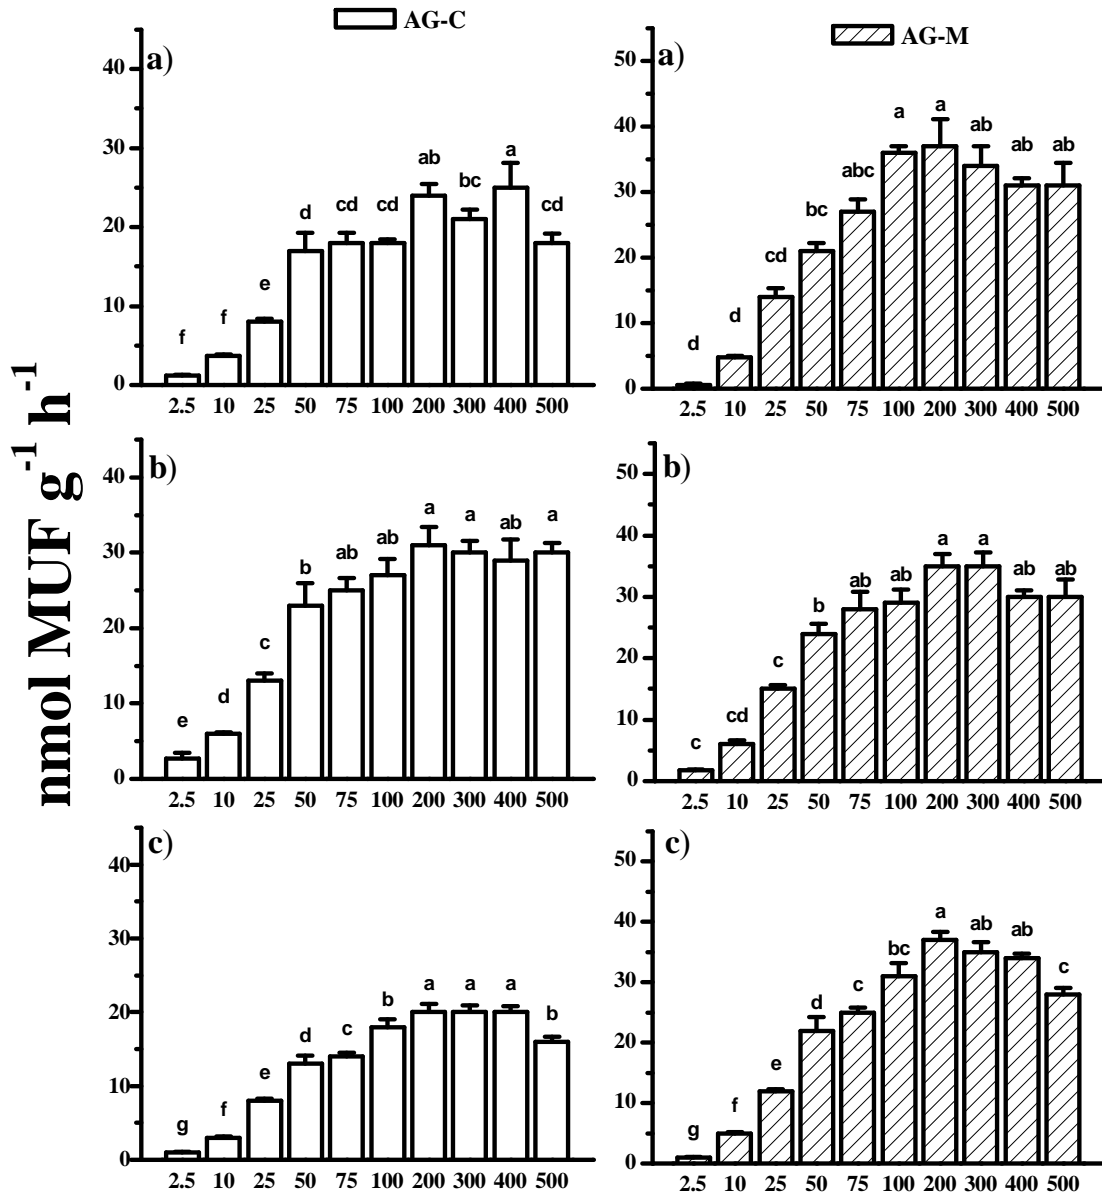 AG-C
AG-M
nmol MUF g⁻¹ h⁻¹
a)
40
30
20
10
0
f f e d cd cd ab bc a cd
2.5 10 25 50 75 100 200 300 400 500
a)
50
40
30
20
10
0
d d cd bc abc a a ab ab ab
2.5 10 25 50 75 100 200 300 400 500
b)
40
30
20
10
0
e d c b ab ab a a ab a
2.5 10 25 50 75 100 200 300 400 500
b)
50
40
30
20
10
0
c cd c b ab ab a a ab ab
2.5 10 25 50 75 100 200 300 400 500
c)
40
30
20
10
0
g f e d c b a a a b
2.5 10 25 50 75 100 200 300 400 500
c)
50
40
30
20
10
0
g f e d c bc a ab ab c
2.5 10 25 50 75 100 200 300 400 500